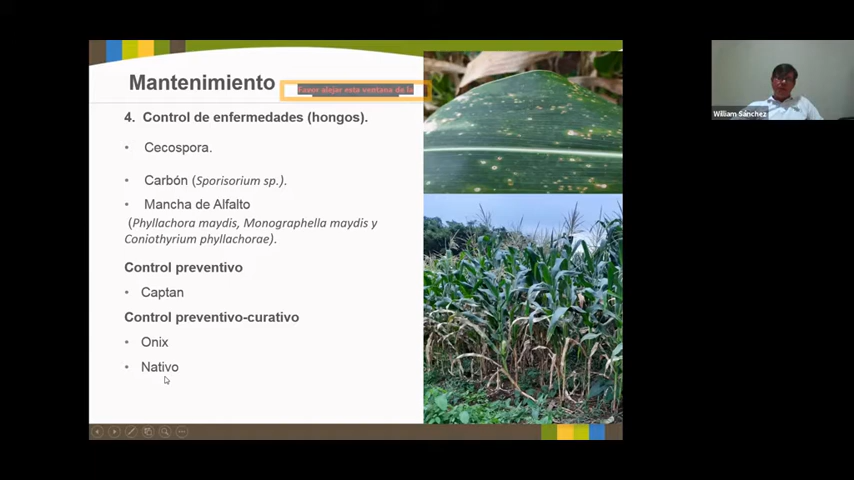 Mantenimiento
Favor alejar esta ventana de la
4. Control de enfermedades (hongos).
• Cecospora.
• Carbón (Sporisorium sp.).
• Mancha de Alfalto
(Phyllachora maydis, Monographella maydis y
Coniothyrium phyllachorae).
Control preventivo
• Captan
Control preventivo-curativo
• Onix
• Nativo
William Sánchez